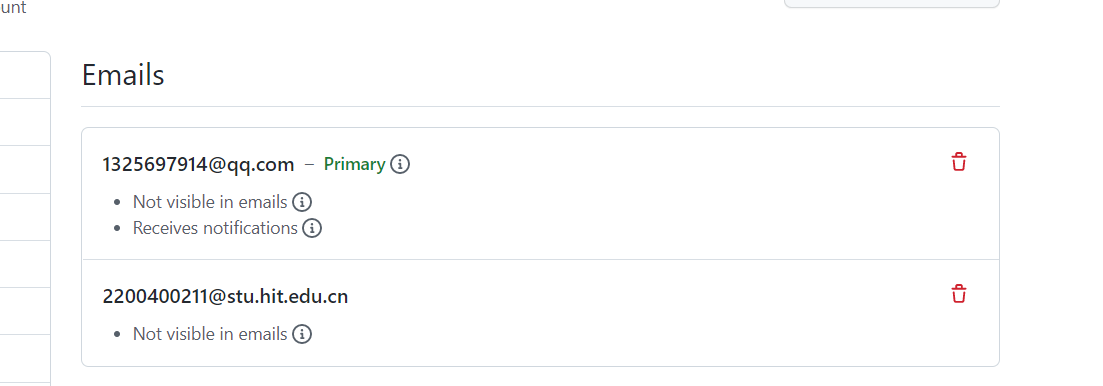 unt
Emails
1325697914@qq.com – Primary
Not visible in emails
Receives notifications
2200400211@stu.hit.edu.cn
Not visible in emails